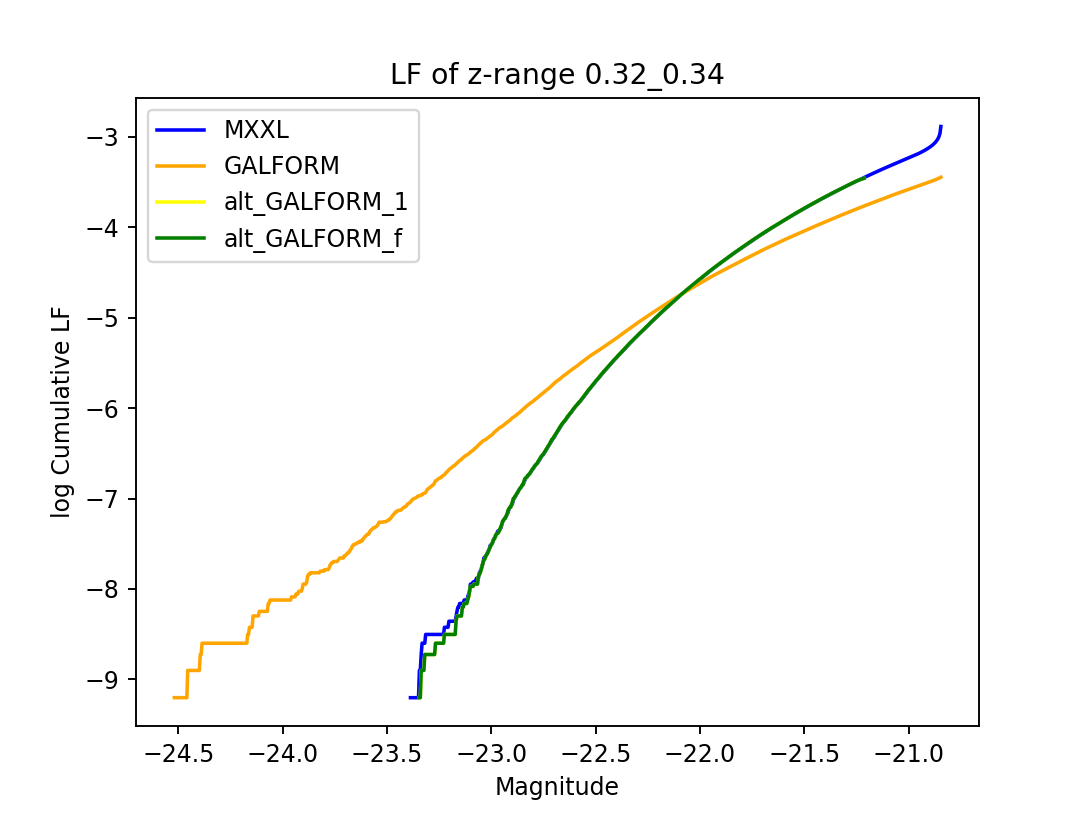 LF of z-range 0.32_0.34
MXXL
GALFORM
alt_GALFORM_1
alt_GALFORM_f
log Cumulative LF
−3
−4
−5
−6
−7
−8
−9
−24.5 −24.0 −23.5 −23.0 −22.5 −22.0 −21.5 −21.0
Magnitude